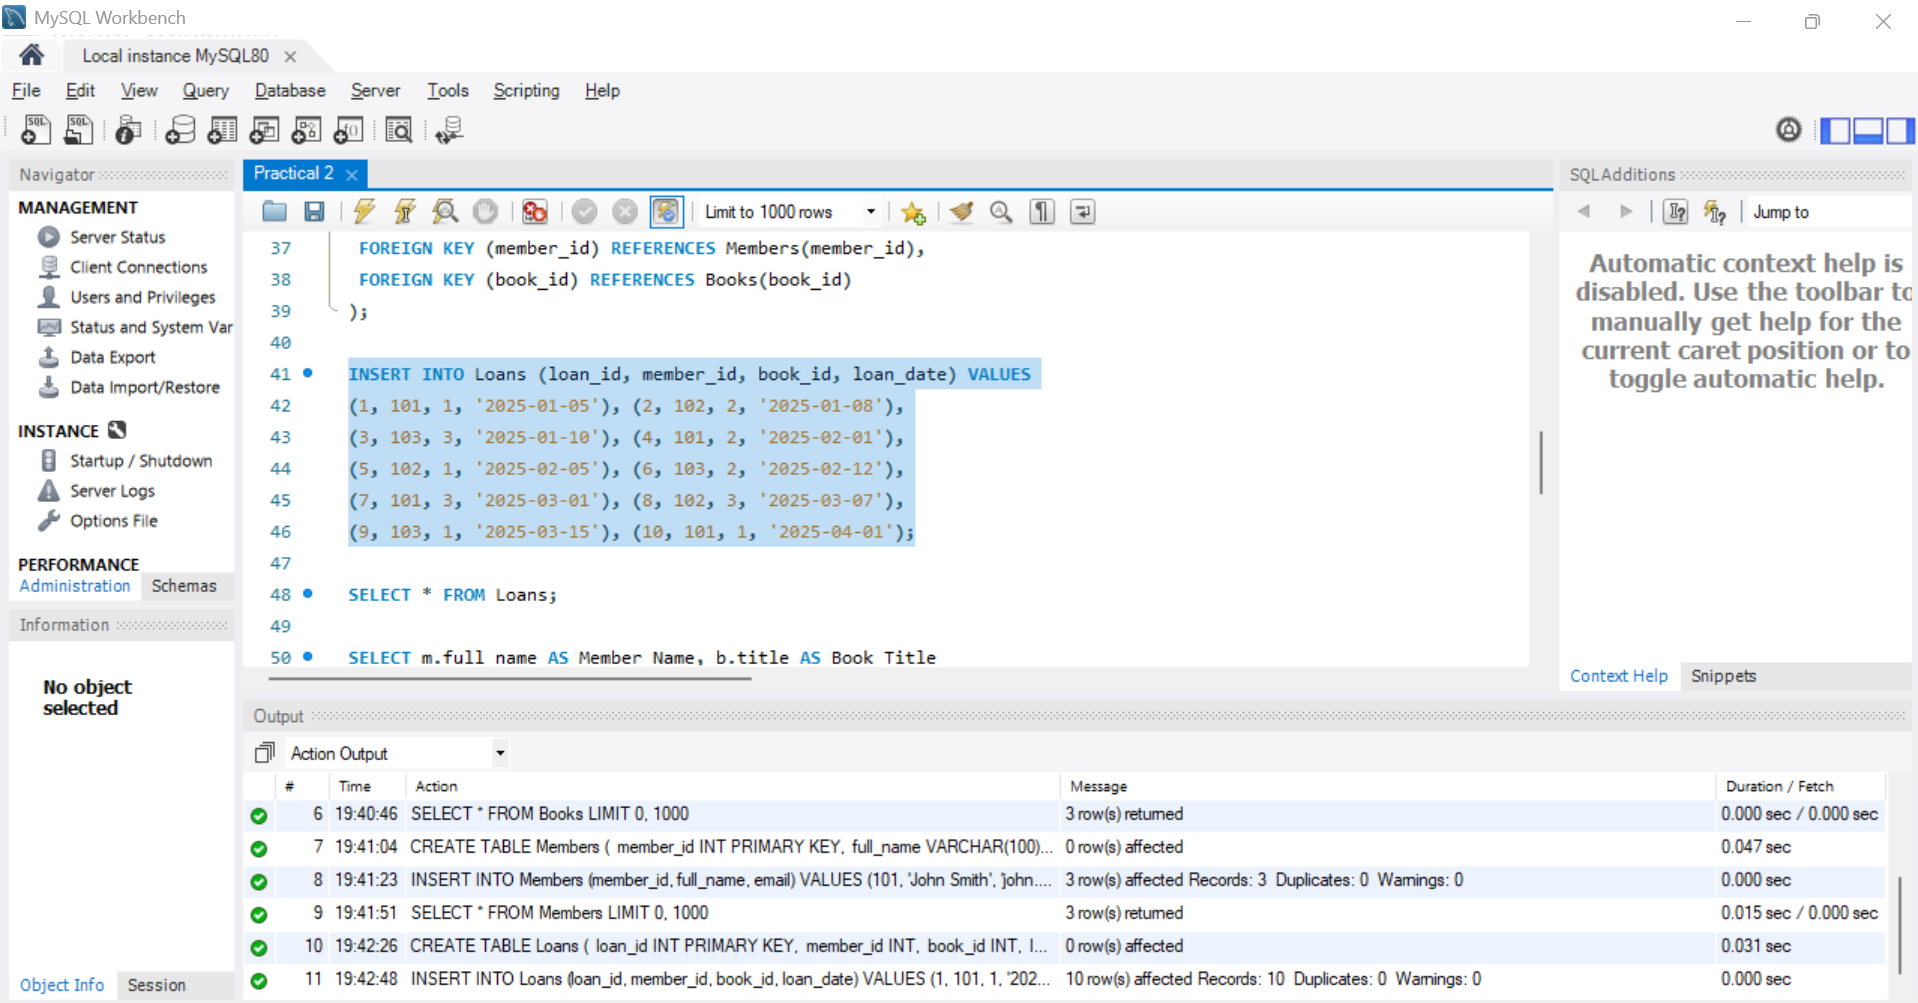 MySQL Workbench
Local instance MySQL80
File Edit View Query Database Server Tools Scripting Help
Navigator
MANAGEMENT
Server Status
Client Connections
Users and Privileges
Status and System Var
Data Export
Data Import/Restore
INSTANCE
Startup / Shutdown
Server Logs
Options File
PERFORMANCE
Administration Schemas
Information
No object
selected
Object Info Session
Practical 2
Limit to 1000 rows
37 FOREIGN KEY (member_id) REFERENCES Members(member_id),
38 FOREIGN KEY (book_id) REFERENCES Books(book_id)
39 );
40
41 INSERT INTO Loans (loan_id, member_id, book_id, loan_date) VALUES
42 (1, 101, 1, '2025-01-05'), (2, 102, 2, '2025-01-08'),
43 (3, 103, 3, '2025-01-10'), (4, 101, 2, '2025-02-01'),
44 (5, 102, 1, '2025-02-05'), (6, 103, 2, '2025-02-12'),
45 (7, 101, 3, '2025-03-01'), (8, 102, 3, '2025-03-07'),
46 (9, 103, 1, '2025-03-15'), (10, 101, 1, '2025-04-01');
47
48 SELECT * FROM Loans;
49
50 SELECT m.full_name AS Member_Name, b.title AS Book_Title
SQLAdditions
Jump to
Automatic context help is
disabled. Use the toolbar to
manually get help for the
current caret position or to
toggle automatic help.
Context Help Snippets
Output
Action Output
# Time Action Message Duration / Fetch
6 19:40:46 SELECT * FROM Books LIMIT 0, 1000 3 row(s) returned 0.000 sec / 0.000 sec
7 19:41:04 CREATE TABLE Members ( member_id INT PRIMARY KEY, full_name VARCHAR(100)... 0 row(s) affected 0.047 sec
8 19:41:23 INSERT INTO Members (member_id, full_name, email) VALUES (101, 'John Smith', 'john.... 3 row(s) affected Records: 3 Duplicates: 0 Warnings: 0 0.000 sec
9 19:41:51 SELECT * FROM Members LIMIT 0, 1000 3 row(s) returned 0.015 sec / 0.000 sec
10 19:42:26 CREATE TABLE Loans ( loan_id INT PRIMARY KEY, member_id INT, book_id INT, l... 0 row(s) affected 0.031 sec
11 19:42:48 INSERT INTO Loans (loan_id, member_id, book_id, loan_date) VALUES (1, 101, 1, '202... 10 row(s) affected Records: 10 Duplicates: 0 Warnings: 0 0.000 sec